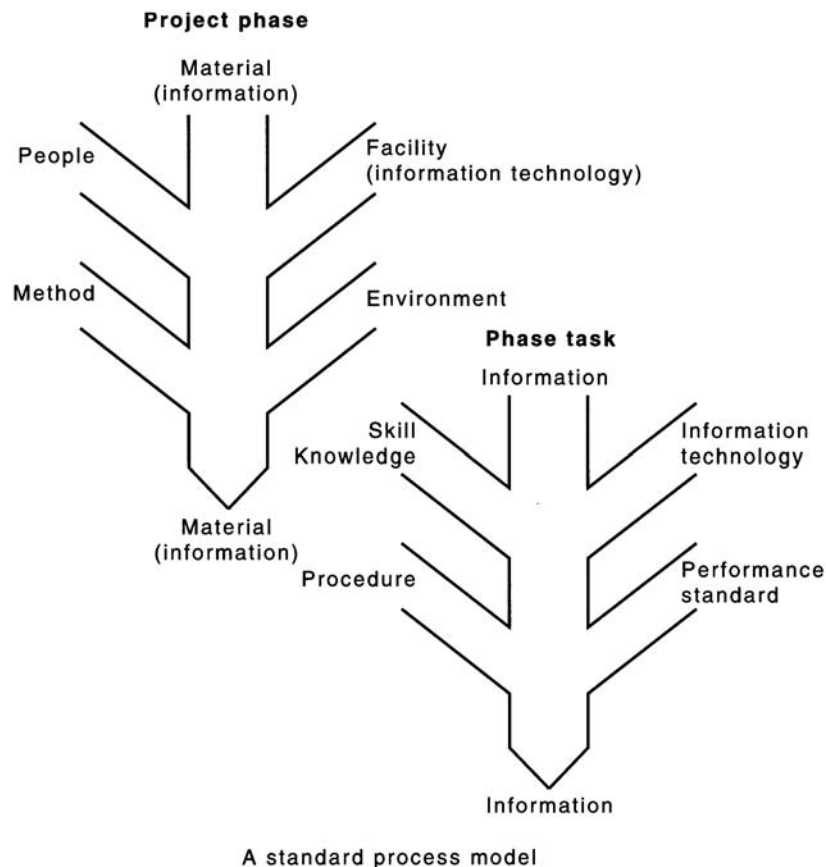 Project phase
Material
(information)
People
Facility
(information technology)
Method
Environment
Material
(information)
Phase task
Information
Skill
Knowledge
Information
technology
Procedure
Performance
standard
Information
A standard process model